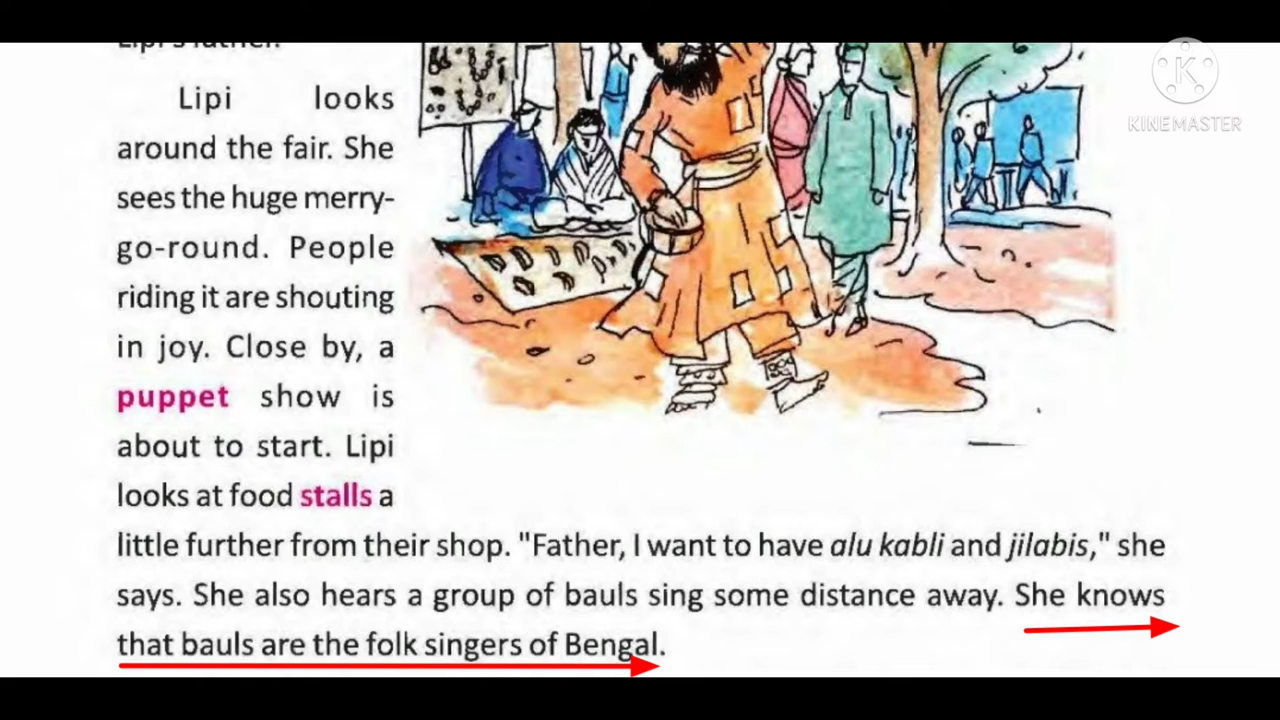 Lipi's father.
Lipi looks
around the fair. She
sees the huge merry-
go-round. People
riding it are shouting
in joy. Close by, a
puppet show is
about to start. Lipi
looks at food stalls a
little further from their shop. "Father, I want to have alu kabli and jilabis," she
says. She also hears a group of bauls sing some distance away. She knows
that bauls are the folk singers of Bengal.
KINEMASTER